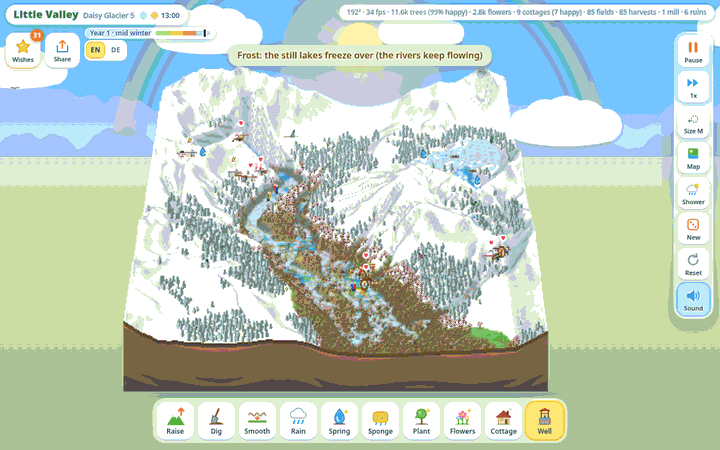 Little Valley Daisy Glacier 5 13:00
192² · 34 fps · 11.6k trees (99% happy) · 2.8k flowers · 9 cottages (7 happy) · 85 fields · 85 harvests · 1 mill · 6 ruins
Year 1 · mid winter
31
Wishes
Share
EN
DE
Frost: the still lakes freeze over (the rivers keep flowing)
Pause
1x
Size M
Map
Shower
New
Reset
Sound
Raise
Dig
Smooth
Rain
Spring
Sponge
Plant
Flowers
Cottage
Well